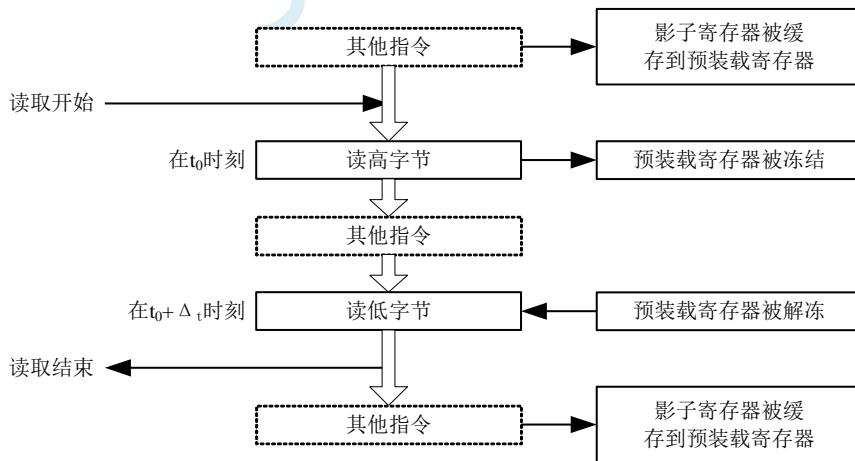 其他指令
影子寄存器被缓
存到预装载寄存器
读取开始
在t0时刻
读高字节
预装载寄存器被冻结
其他指令
在t0+Δt时刻
读低字节
预装载寄存器被解冻
读取结束
其他指令
影子寄存器被缓
存到预装载寄存器